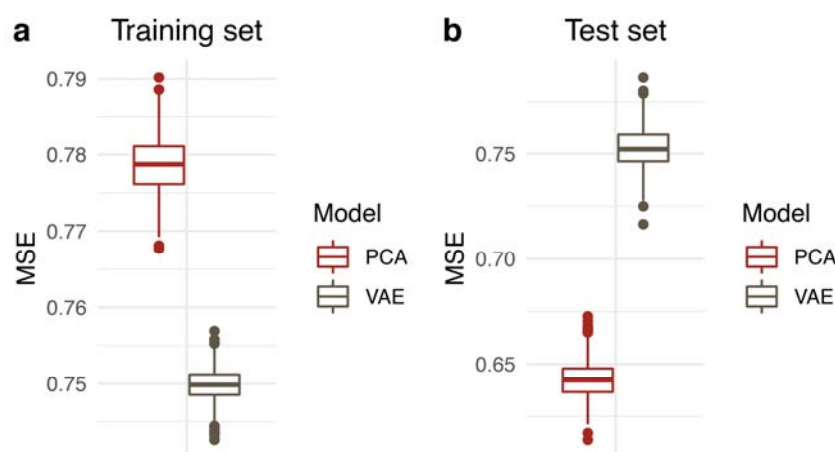 a Training set
MSE
0.79
0.78
0.77
0.76
0.75
Model
PCA
VAE
b Test set
MSE
0.75
0.70
0.65
Model
PCA
VAE